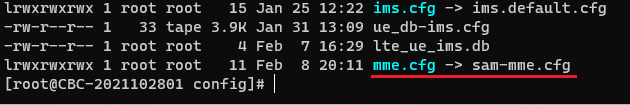 lrwxrwxrwx 1 root root   15 Jan 25 12:22 ims.cfg -> ims.default.cfg
-rw-r--r-- 1   33 tape 3.9K Jan 31 13:09 ue_db-ims.cfg
-rw-r--r-- 1 root root    4 Feb  7 16:29 lte_ue_ims.db
lrwxrwxrwx 1 root root   11 Feb  8 20:11 mme.cfg -> sam-mme.cfg
[root@CBC-2021102801 config]#